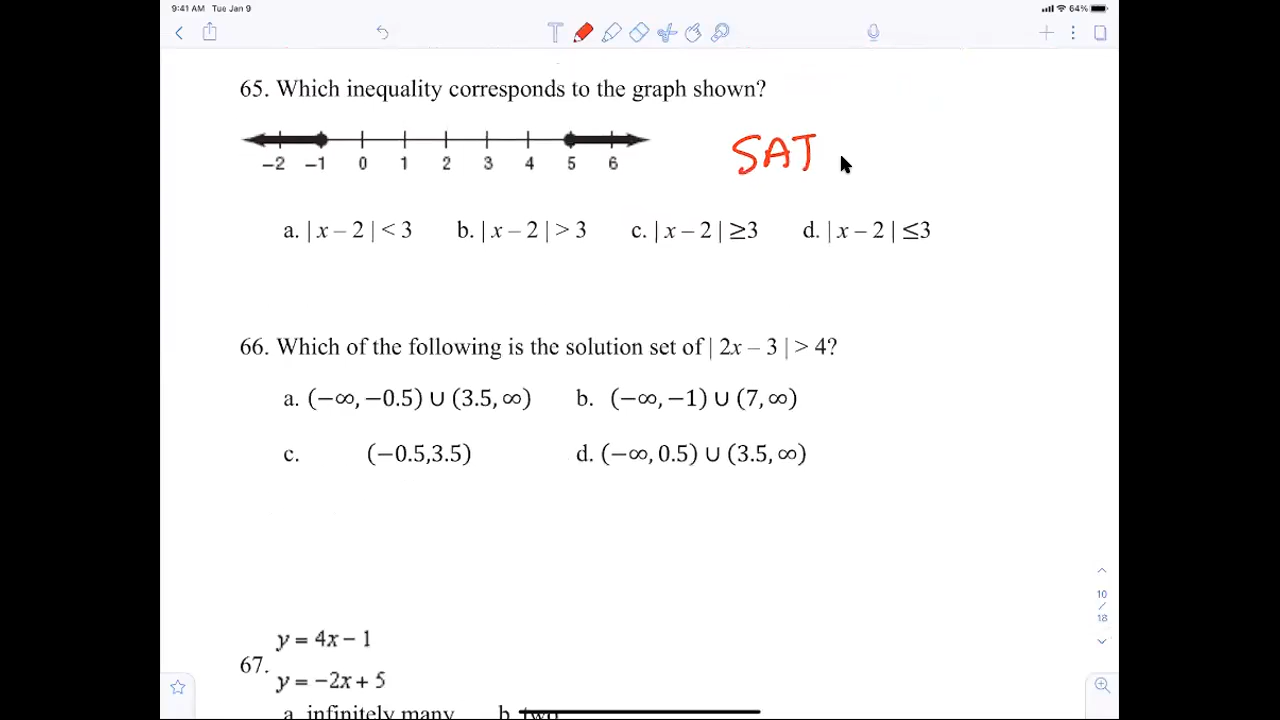 9:41 AM Tue Jan 9
64%
65. Which inequality corresponds to the graph shown?
−2 −1 0 1 2 3 4 5 6
SAT
a. | x – 2 | < 3 b. | x – 2 | > 3 c. | x – 2 | ≥3 d. | x – 2 | ≤3
66. Which of the following is the solution set of | 2x – 3 | > 4?
a. (−∞, −0.5) ∪ (3.5, ∞) b. (−∞, −1) ∪ (7, ∞)
c. (−0.5,3.5) d. (−∞, 0.5) ∪ (3.5, ∞)
10
/
18
y = 4x − 1
67.
y = −2x + 5
a. infinitely many b. two